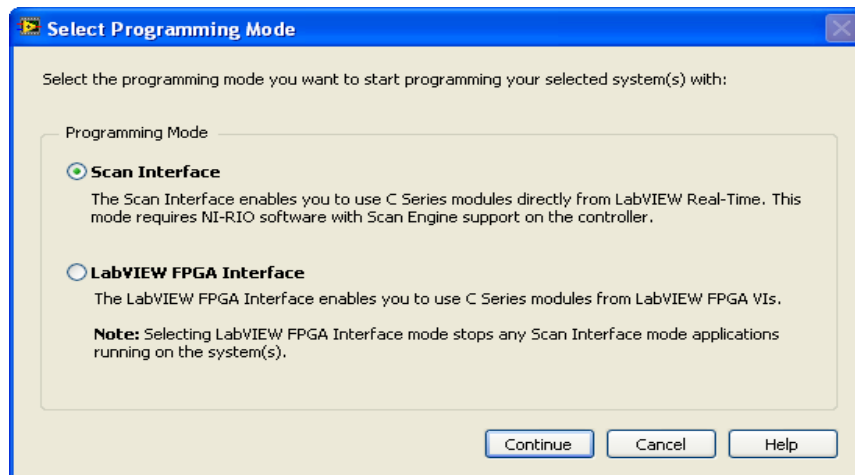 Select Programming Mode
Select the programming mode you want to start programming your selected system(s) with:
Programming Mode
Scan Interface
The Scan Interface enables you to use C Series modules directly from LabVIEW Real-Time. This
mode requires NI-RIO software with Scan Engine support on the controller.
LabVIEW FPGA Interface
The LabVIEW FPGA Interface enables you to use C Series modules from LabVIEW FPGA VIs.
Note: Selecting LabVIEW FPGA Interface mode stops any Scan Interface mode applications
running on the system(s).
Continue Cancel Help